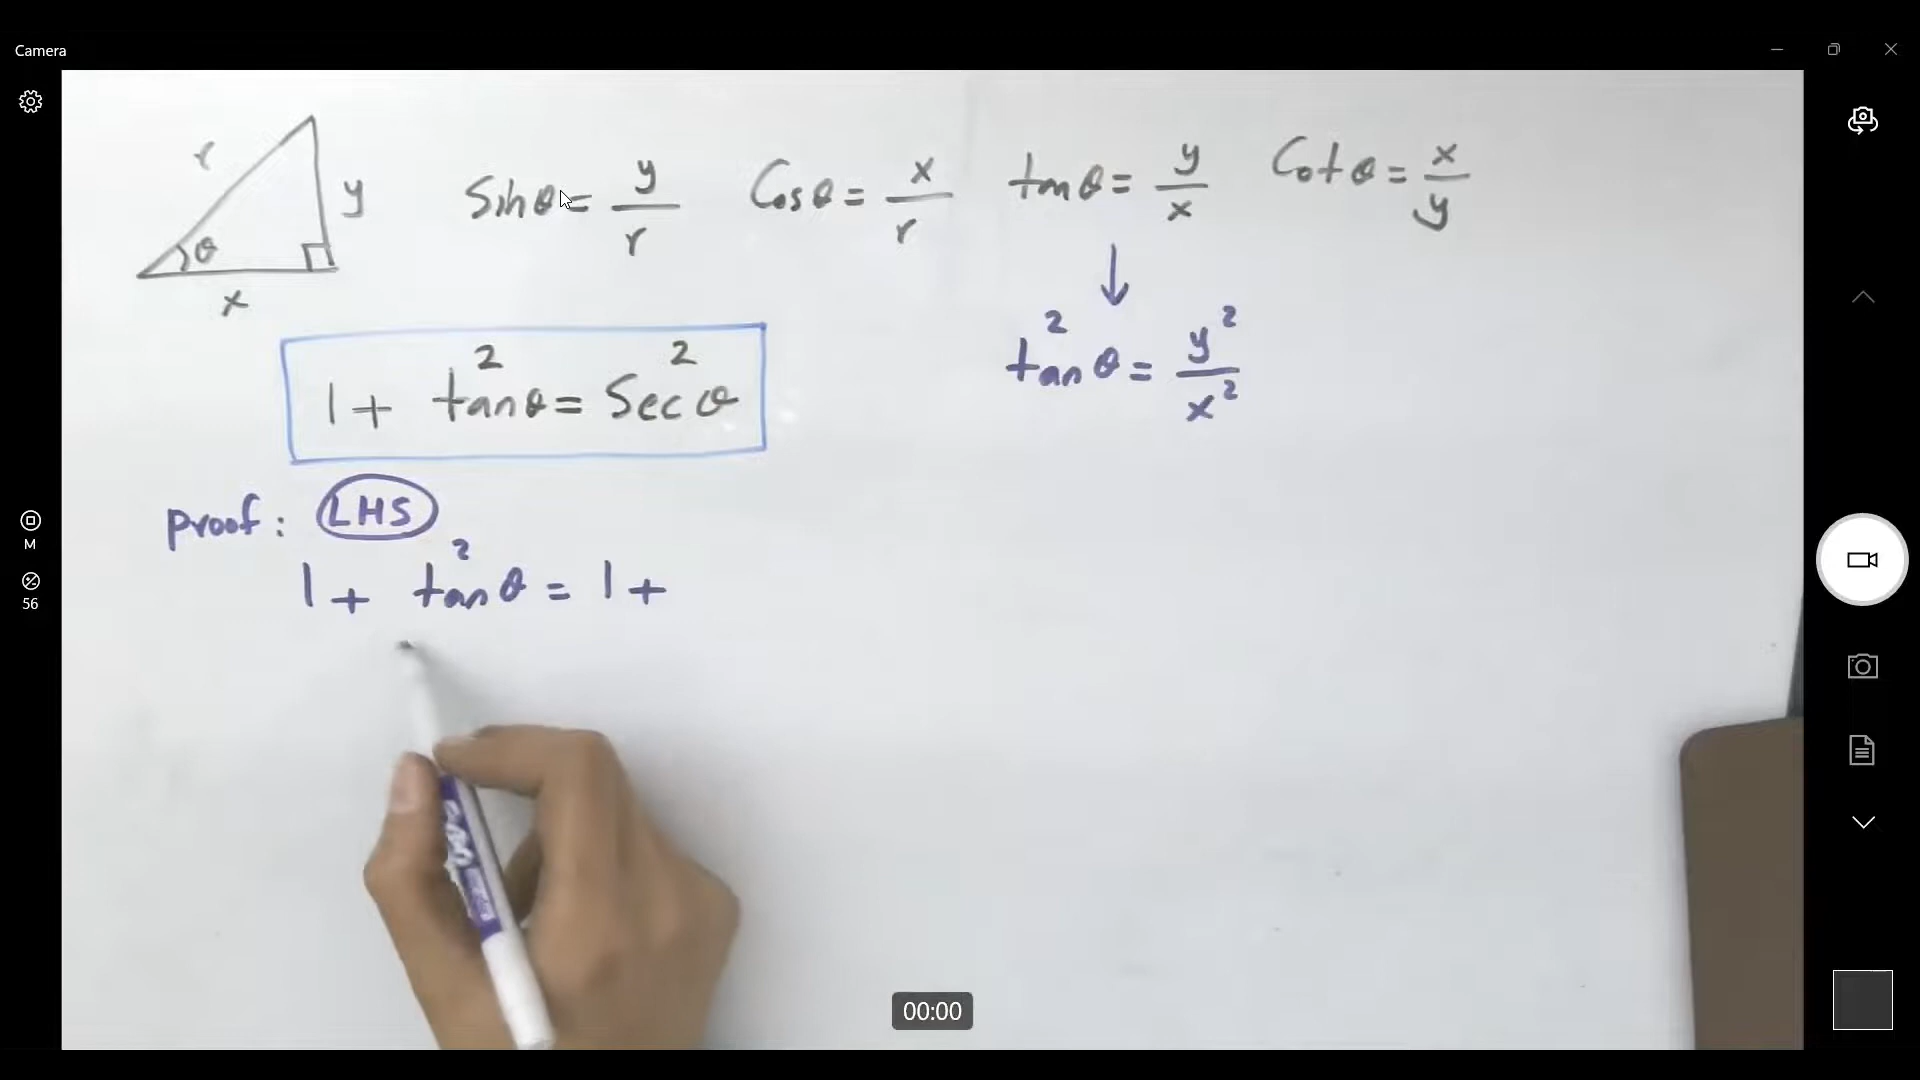 Camera
r
y
θ
x
Sinθ = y/r
Cosθ = x/r
tanθ = y/x
Cotθ = x/y
tan²θ = y²/x²
1 + tan²θ = Sec²θ
Proof: LHS
1 + tan²θ = 1 +
M
56
00:00